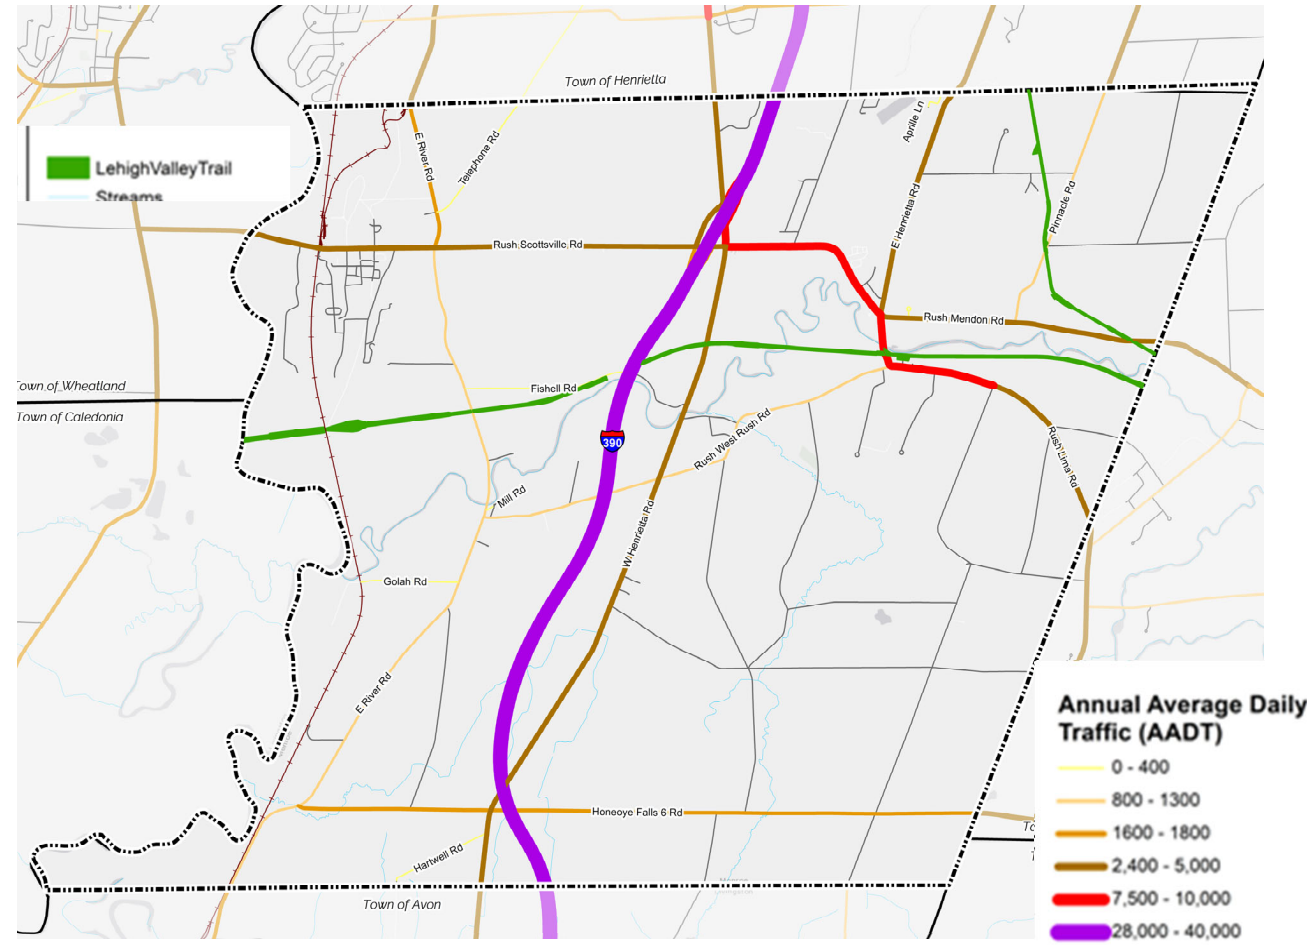 Town of Henrietta
Aprille Ln
E River Rd
Telephone Rd
LehighValleyTrail
Streams
Pinnacle Rd
E Henrietta Rd
Rush Scottsville Rd
Rush Mendon Rd
Town of Wheatland
Fishell Rd
Town of Caledonia
390
Rush West Rush Rd
Rush Lima Rd
Mill Rd
W Henrietta Rd
Golah Rd
E River Rd
Annual Average Daily
Traffic (AADT)
0 - 400
800 - 1300
1600 - 1800
2,400 - 5,000
7,500 - 10,000
28,000 - 40,000
Honeoye Falls 6 Rd
Hartwell Rd
Town of Avon